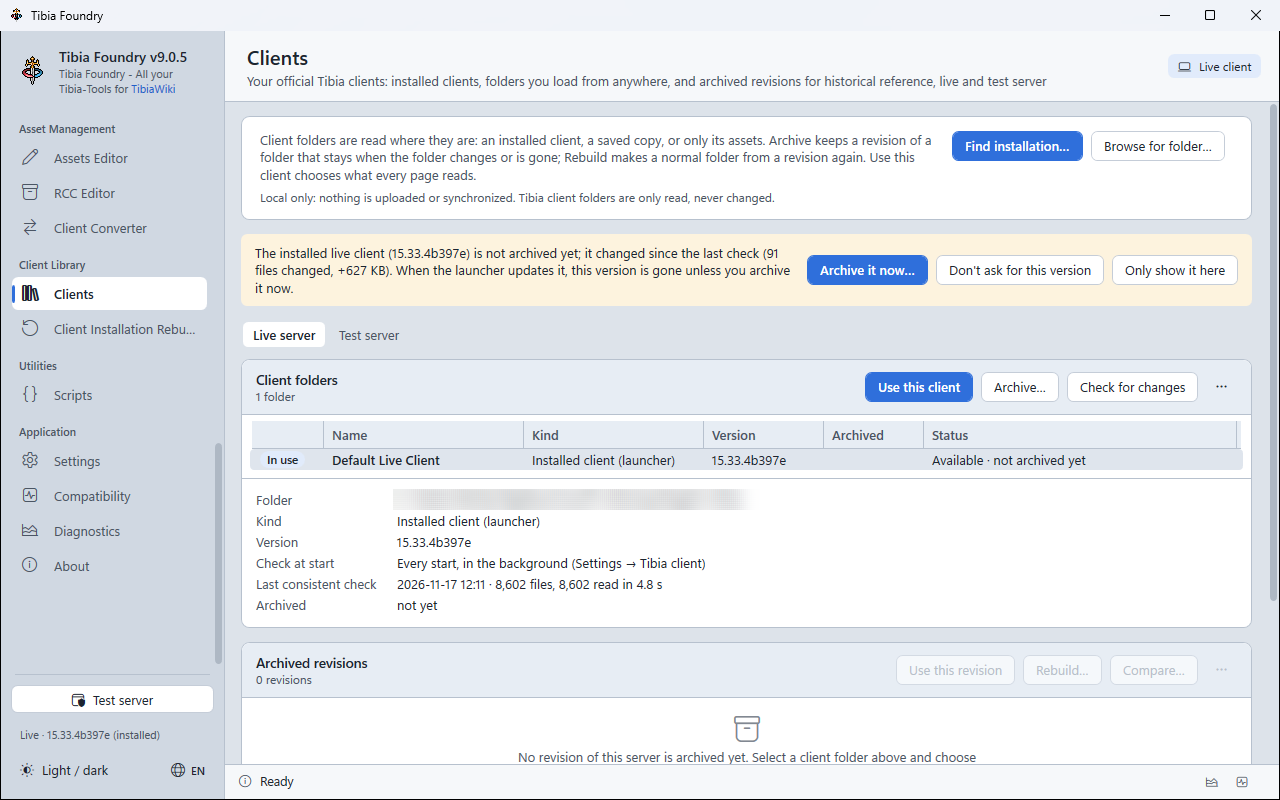 Tibia Foundry
Tibia Foundry v9.0.5
Tibia Foundry - All your
Tibia-Tools for TibiaWiki
Asset Management
Assets Editor
RCC Editor
Client Converter
Client Library
Clients
Client Installation Rebu...
Utilities
Scripts
Application
Settings
Compatibility
Diagnostics
About
Test server
Live · 15.33.4b397e (installed)
Light / dark
EN
Clients
Your official Tibia clients: installed clients, folders you load from anywhere, and archived revisions for historical reference, live and test server
Live client
Client folders are read where they are: an installed client, a saved copy, or only its assets. Archive keeps a revision of a
folder that stays when the folder changes or is gone; Rebuild makes a normal folder from a revision again. Use this
client chooses what every page reads.
Local only: nothing is uploaded or synchronized. Tibia client folders are only read, never changed.
Find installation...
Browse for folder...
The installed live client (15.33.4b397e) is not archived yet; it changed since the last check (91
files changed, +627 KB). When the launcher updates it, this version is gone unless you archive
it now.
Archive it now...
Don't ask for this version
Only show it here
Live server
Test server
Client folders
1 folder
Use this client
Archive...
Check for changes
...
Name Kind Version Archived Status
In use Default Live Client Installed client (launcher) 15.33.4b397e Available · not archived yet
Folder
Kind Installed client (launcher)
Version 15.33.4b397e
Check at start Every start, in the background (Settings → Tibia client)
Last consistent check 2026-11-17 12:11 · 8,602 files, 8,602 read in 4.8 s
Archived not yet
Archived revisions
0 revisions
Use this revision
Rebuild...
Compare...
...
No revision of this server is archived yet. Select a client folder above and choose
Ready